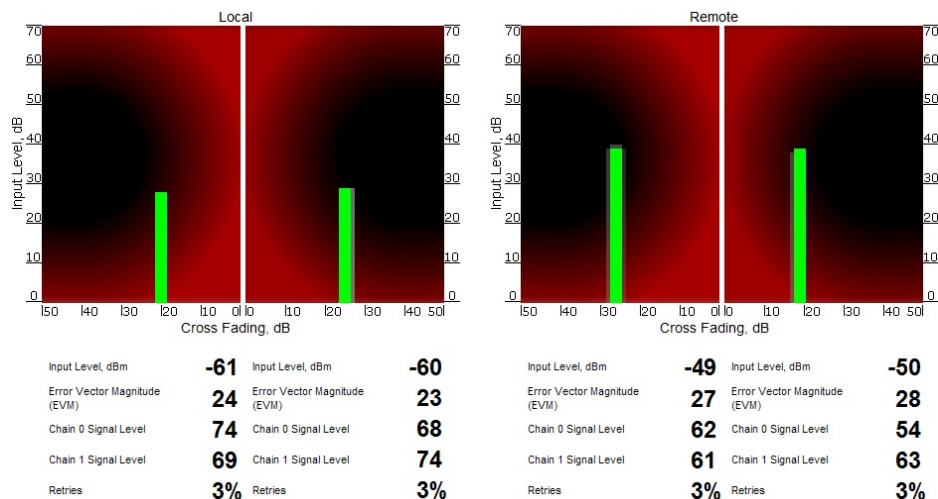 Local
Remote
70 70 70 70
60 60 60 60
50 50 50 50
40 40 40 40
30 30 30 30
20 20 20 20
10 10 10 10
0 0 0 0
Input Level, dB
Input Level, dB
50 40 30 20 10 0 0 10 20 30 40 50
50 40 30 20 10 0 10 20 30 40 50
Cross Fading, dB
Cross Fading, dB
Input Level, dBm -61 Input Level, dBm -60
Error Vector Magnitude (EVM) 24 Error Vector Magnitude (EVM) 23
Chain 0 Signal Level 74 Chain 0 Signal Level 68
Chain 1 Signal Level 69 Chain 1 Signal Level 74
Retries 3% Retries 3%
Input Level, dBm -49 Input Level, dBm -50
Error Vector Magnitude (EVM) 27 Error Vector Magnitude (EVM) 28
Chain 0 Signal Level 62 Chain 0 Signal Level 54
Chain 1 Signal Level 61 Chain 1 Signal Level 63
Retries 3% Retries 3%